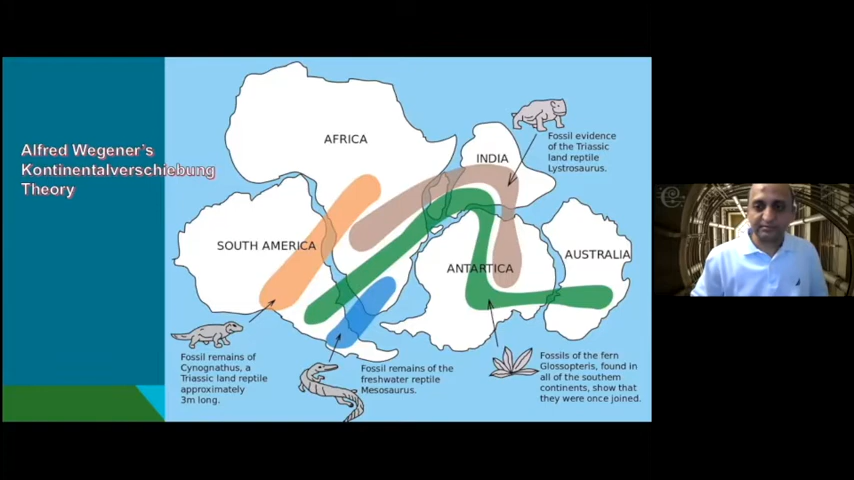 Alfred Wegener's
Kontinentalverschiebung
Theory
AFRICA
INDIA
SOUTH AMERICA
ANTARTICA
AUSTRALIA
Fossil evidence
of the Triassic
land reptile
Lystrosaurus.
Fossil remains of
Cynognathus, a
Triassic land reptile
approximately
3m long.
Fossil remains of the
freshwater reptile
Mesosaurus.
Fossils of the fern
Glossopteris, found in
all of the southern
continents, show that
they were once joined.